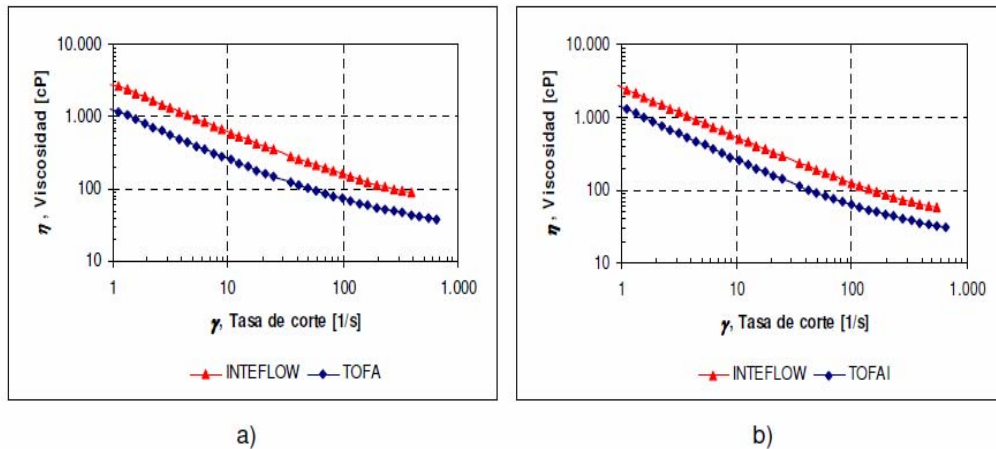 10.000
1.000
100
10
η, Viscosidad [cP]
1 10 100 1.000
γ, Tasa de corte [1/s]
INTEFLOW TOFA
a)
10.000
1.000
100
10
η, Viscosidad [cP]
1 10 100 1.000
γ, Tasa de corte [1/s]
INTEFLOW TOFAI
b)